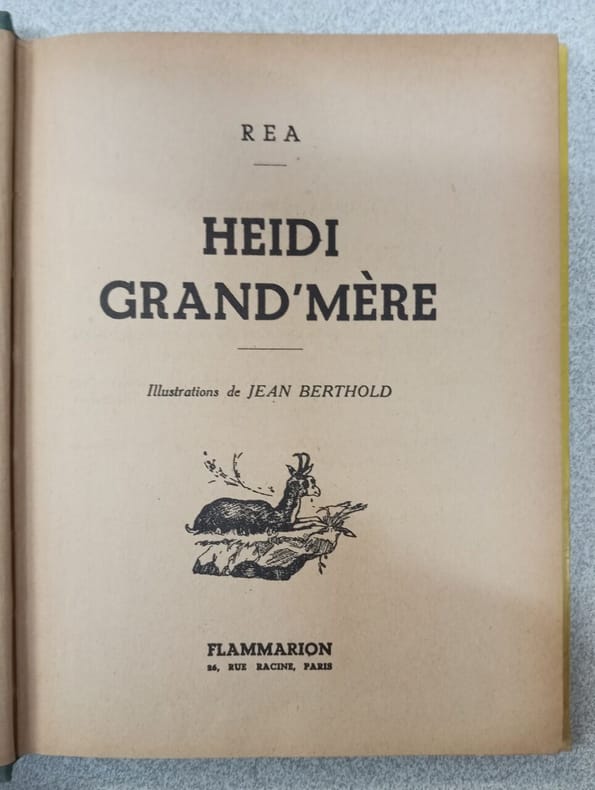 REA
HEIDI
GRAND'MÈRE
Illustrations de JEAN BERTHOLD
FLAMMARION
26, RUE RACINE, PARIS